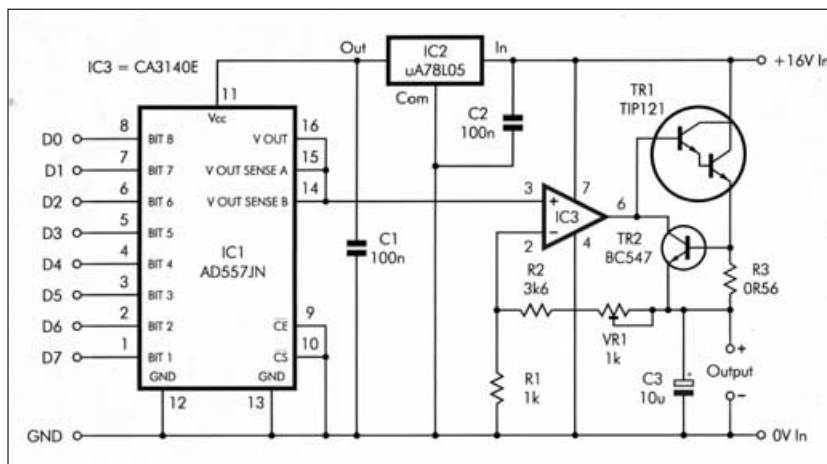 IC3 = CA3140E
Out
IC2
uA78L05
In
Com
+16V In
11
Vcc
C2
100n
TR1
TIP121
D0
8
BIT 8
V OUT
16
D1
7
BIT 7
V OUT SENSE A
15
D2
6
BIT 6
V OUT SENSE B
14
D3
5
BIT 5
D4
4
BIT 4
IC1
AD557JN
D5
3
BIT 3
D6
2
BIT 2
CE
9
D7
1
BIT 1
CS
10
GND
GND
12
13
C1
100n
3
+
7
IC3
6
−
2
4
TR2
BC547
R2
3k6
R3
0R56
VR1
1k
R1
1k
C3
10u
+
+
Output
−
GND
0V In